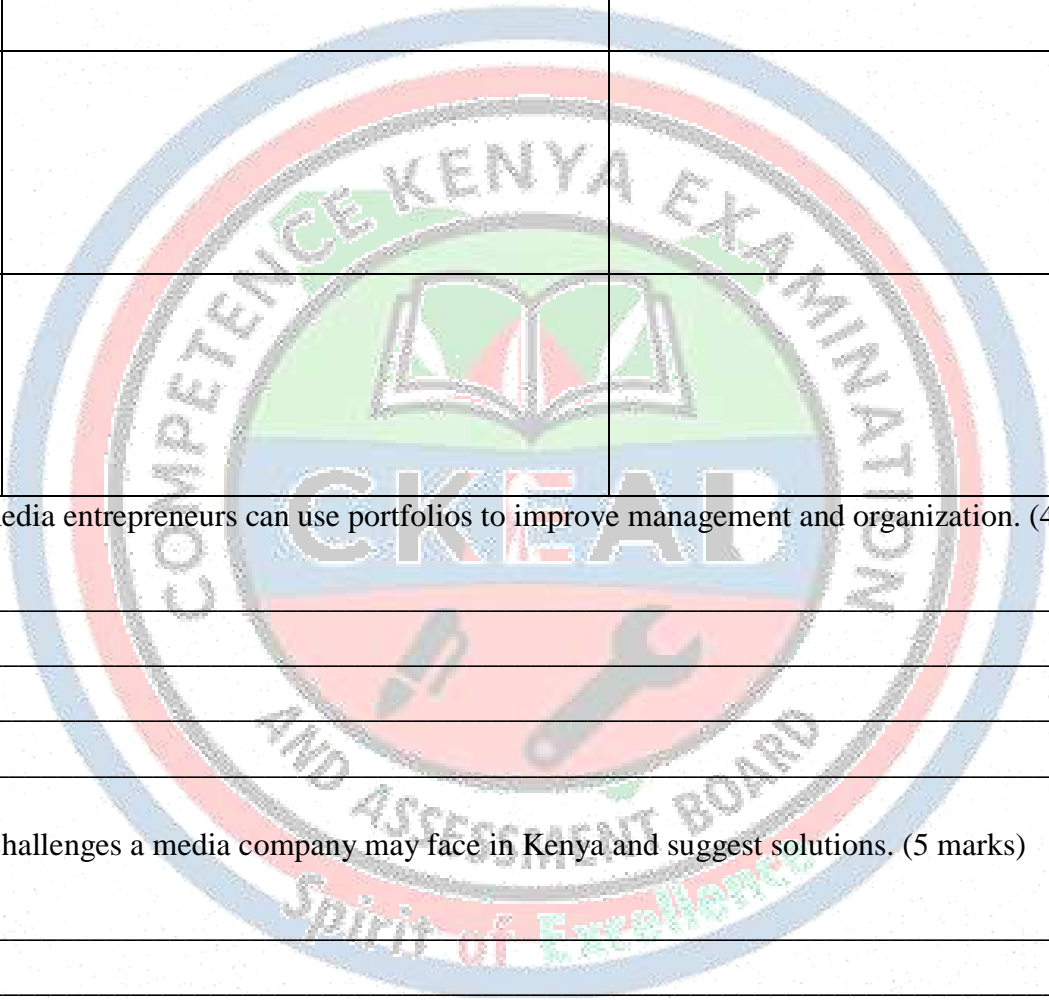 COMPETENCE KENYA EXAMINATION
CKEAB
edia entrepreneurs can use portfolios to improve management and organization. (4
AND ASSESSMENT BOARD
hallenges a media company may face in Kenya and suggest solutions. (5 marks)
Spirit of Excellence